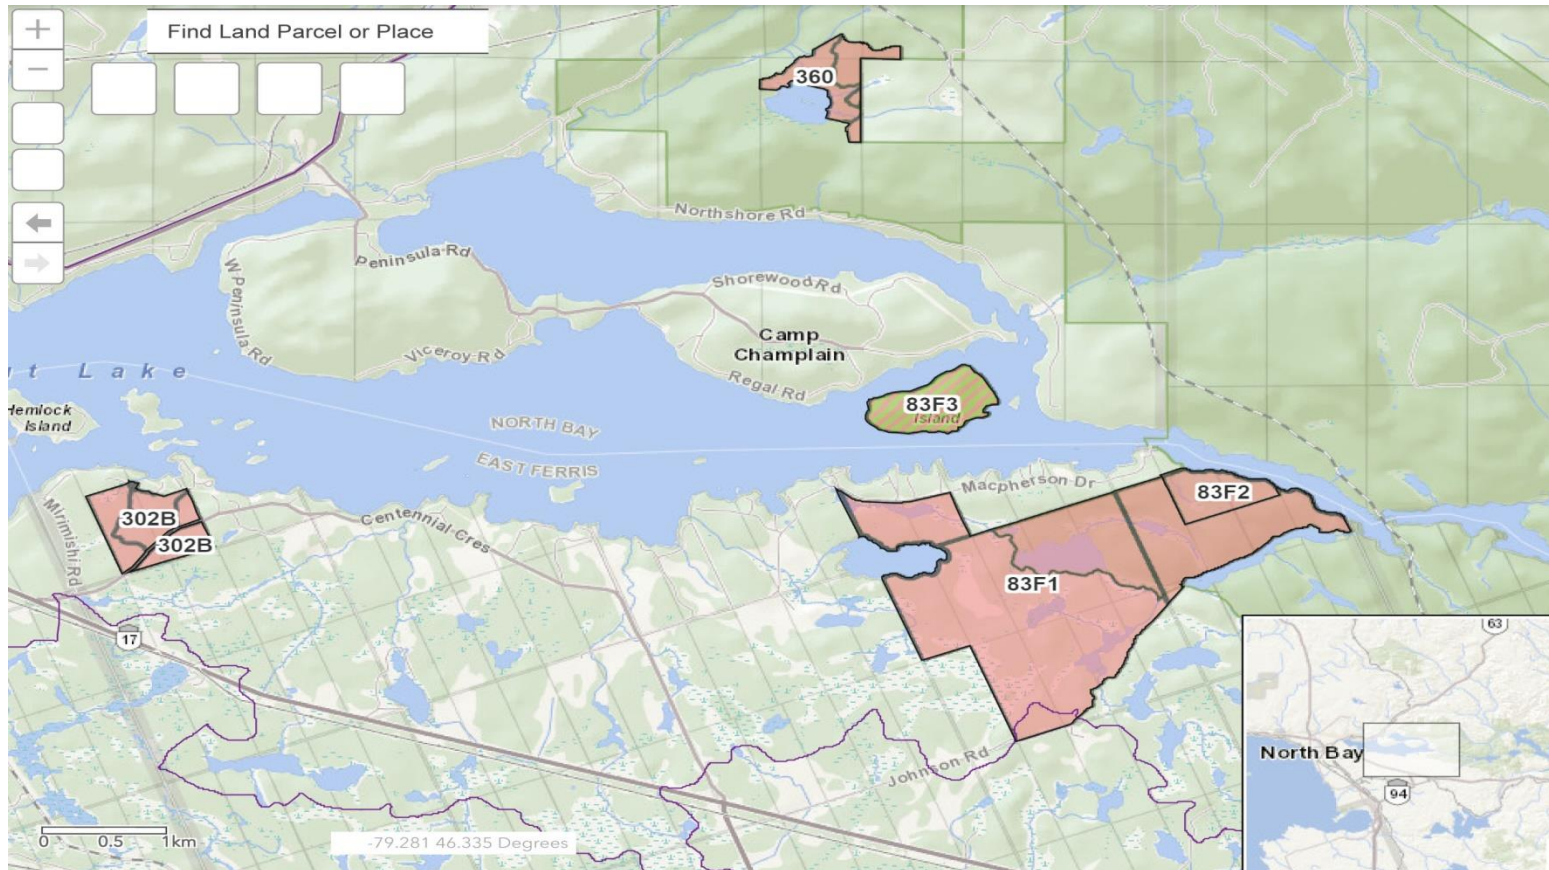 Find Land Parcel or Place
360
Northshore Rd
Peninsula Rd
W Peninsula Rd
Shorewood Rd
Camp
Champlain
Viceroy Rd
Regal Rd
t Lake
Hemlock
Island
83F3
Island
NORTH BAY
EAST FERRIS
Macpherson Dr
83F2
302B
302B
Mirimishi Rd
Centennial Cres
83F1
17
Johnson Rd
63
North Bay
94
0 0.5 1km
-79.281 46.335 Degrees